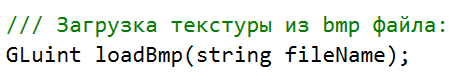 /// Загрузка текстуры из bmp файла:
GLuint loadBmp(string fileName);